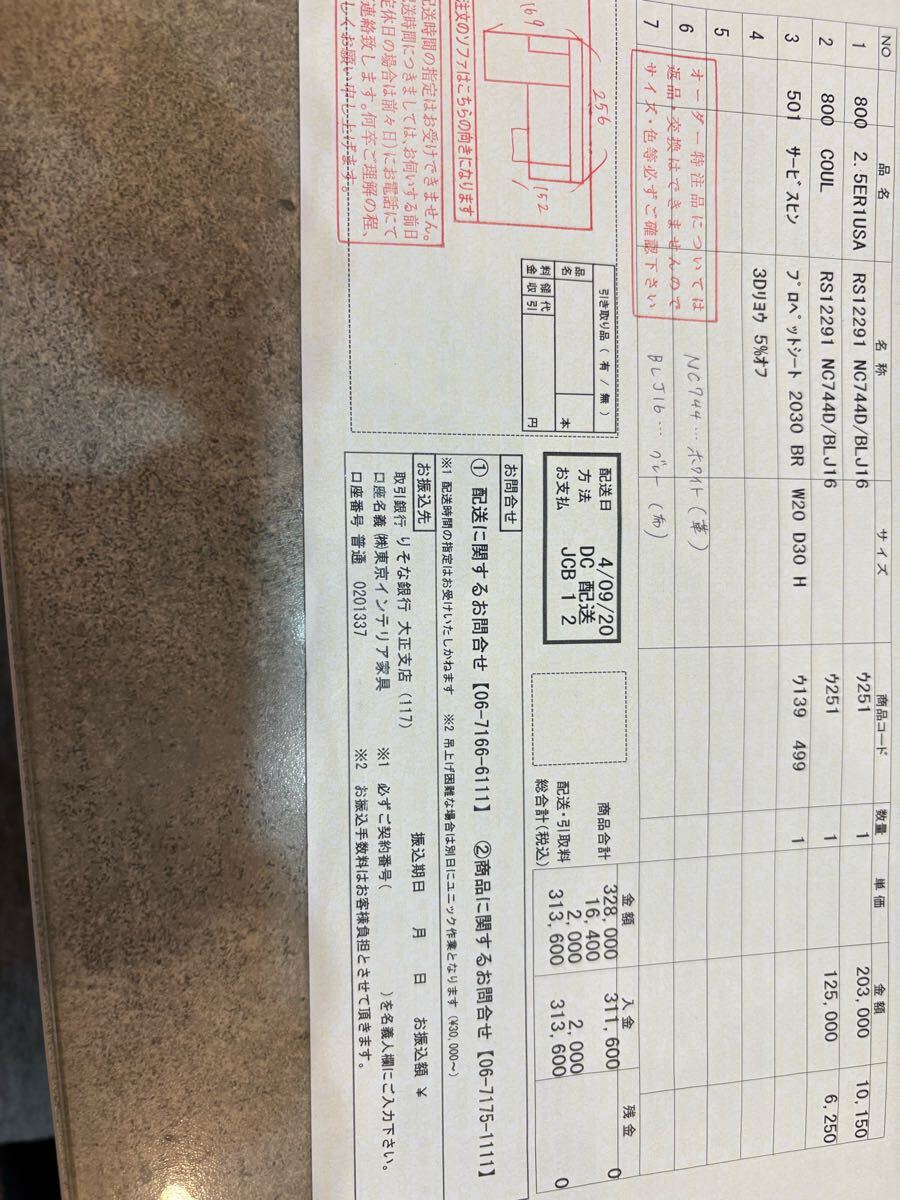 NO 品名 名称 サイズ 商品コード 数量 単価 金額
1 800 2.5ER1USA RS12291 NC744D/BLJ16 ｳ251 1 203,000 10,150
2 800 COUL RS12291 NC744D/BLJ16 ｳ251 1 125,000 6,250
3 501 ｻｰﾋﾞｽﾋﾝ ﾌﾟﾛﾍﾟｯﾄｼｰﾄ 2030 BR W20 D30 H ｳ139 499 1
4 3Dﾘﾖｳ 5%ｵﾌ
5
6
7
オーダー特注品については
返品・交換はできませんので
サイズ・色等必ずご確認下さい
NC744… ホワイト（革）
BLJ16… グレー（布）
256
169
152
注文のソファはこちらの向きになります
配送時間の指定はお受けできません。
配送時間につきましては、お伺いする前日
定休日の場合は前々日)にお電話にて
ご連絡致します。何卒ご理解の程、
しくお願い申し上げます。
引き取り品（有／無）
品名 本
料金 領収 代引 円
配送日 4/09/20
方法 DC 配送
お支払 JCB 1 2
金額 入金 残金
商品合計 328,000 311,600 0
16,400
配送・引取料 2,000 2,000
総合計(税込) 313,600 313,600 0
お問合せ
① 配送に関するお問合せ【06-7166-6111】 ②商品に関するお問合せ【06-7175-1111】
※1 配送時間の指定はお受けいたしかねます ※2 吊上げ困難な場合は別日にユニック作業となります (¥30,000～)
お振込先 振込期日 月 日 お振込額 ¥
取引銀行 りそな銀行 大正支店 (117)
口座名義 ㈱東京インテリア家具 ※1 必ずご契約番号( )を名義人欄にご入力下さい。
口座番号 普通 0201337 ※2 お振込手数料はお客様負担とさせて頂きます。